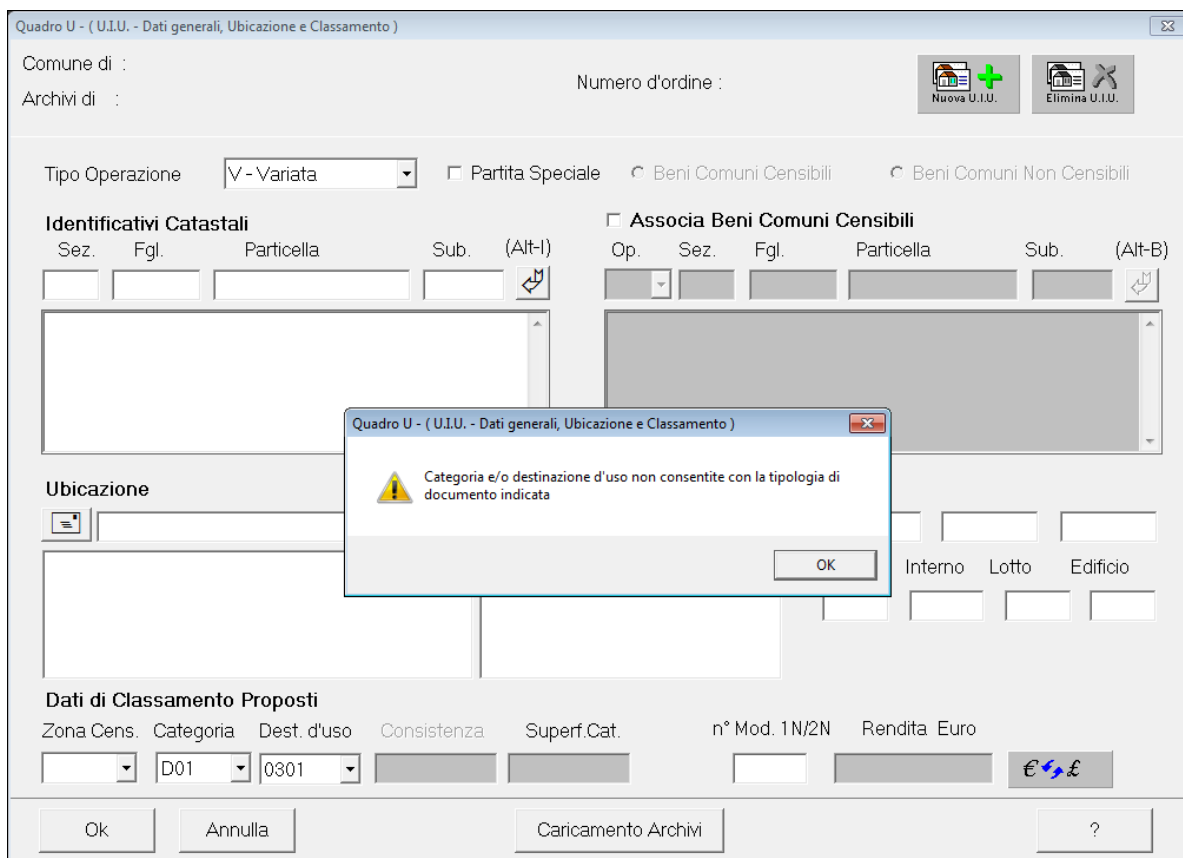 Quadro U - ( U.I.U. - Dati generali, Ubicazione e Classamento )
Comune di :
Archivi di :
Numero d'ordine :
Nuova U.I.U.
Elimina U.I.U.
Tipo Operazione V - Variata Partita Speciale Beni Comuni Censibili Beni Comuni Non Censibili
Identificativi Catastali
Sez. Fgl. Particella Sub. (Alt-I)
Associa Beni Comuni Censibili
Op. Sez. Fgl. Particella Sub. (Alt-B)
Quadro U - ( U.I.U. - Dati generali, Ubicazione e Classamento )
Categoria e/o destinazione d'uso non consentite con la tipologia di
documento indicata
OK
Ubicazione
Interno Lotto Edificio
Dati di Classamento Proposti
Zona Cens. Categoria Dest. d'uso Consistenza Superf.Cat. n° Mod. 1N/2N Rendita Euro
D01 0301 € £
Ok Annulla Caricamento Archivi ?